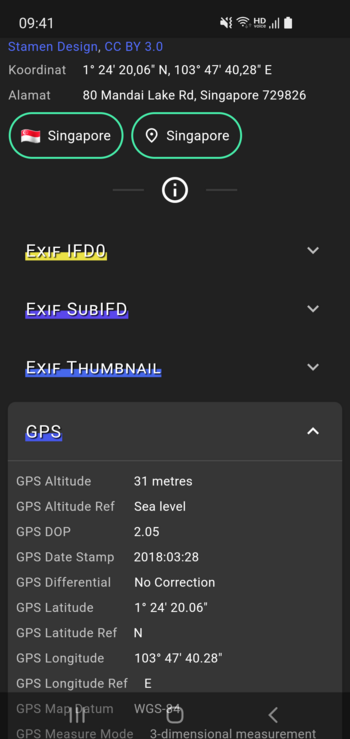 09:41
HD
VOICE
Stamen Design, CC BY 3.0
Koordinat 1° 24' 20,06" N, 103° 47' 40,28" E
Alamat 80 Mandai Lake Rd, Singapore 729826
Singapore Singapore
Exif IFD0
Exif SubIFD
Exif Thumbnail
GPS
GPS Altitude 31 metres
GPS Altitude Ref Sea level
GPS DOP 2.05
GPS Date Stamp 2018:03:28
GPS Differential No Correction
GPS Latitude 1° 24' 20.06"
GPS Latitude Ref N
GPS Longitude 103° 47' 40.28"
GPS Longitude Ref E
GPS Map Datum WGS-84
GPS Measure Mode 3-dimensional measurement